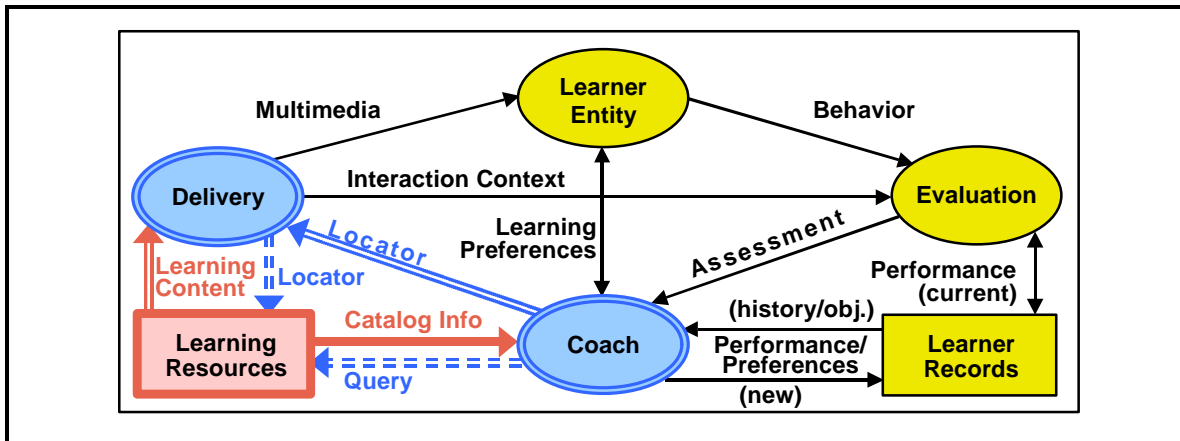 Learner
Entity
Multimedia
Behavior
Delivery
Interaction Context
Evaluation
Locator
Learning
Preferences
Assessment
Learning
Content
Locator
Performance
(current)
(history/obj.)
Learning
Resources
Catalog Info
Coach
Performance/
Preferences
Learner
Records
Query
(new)